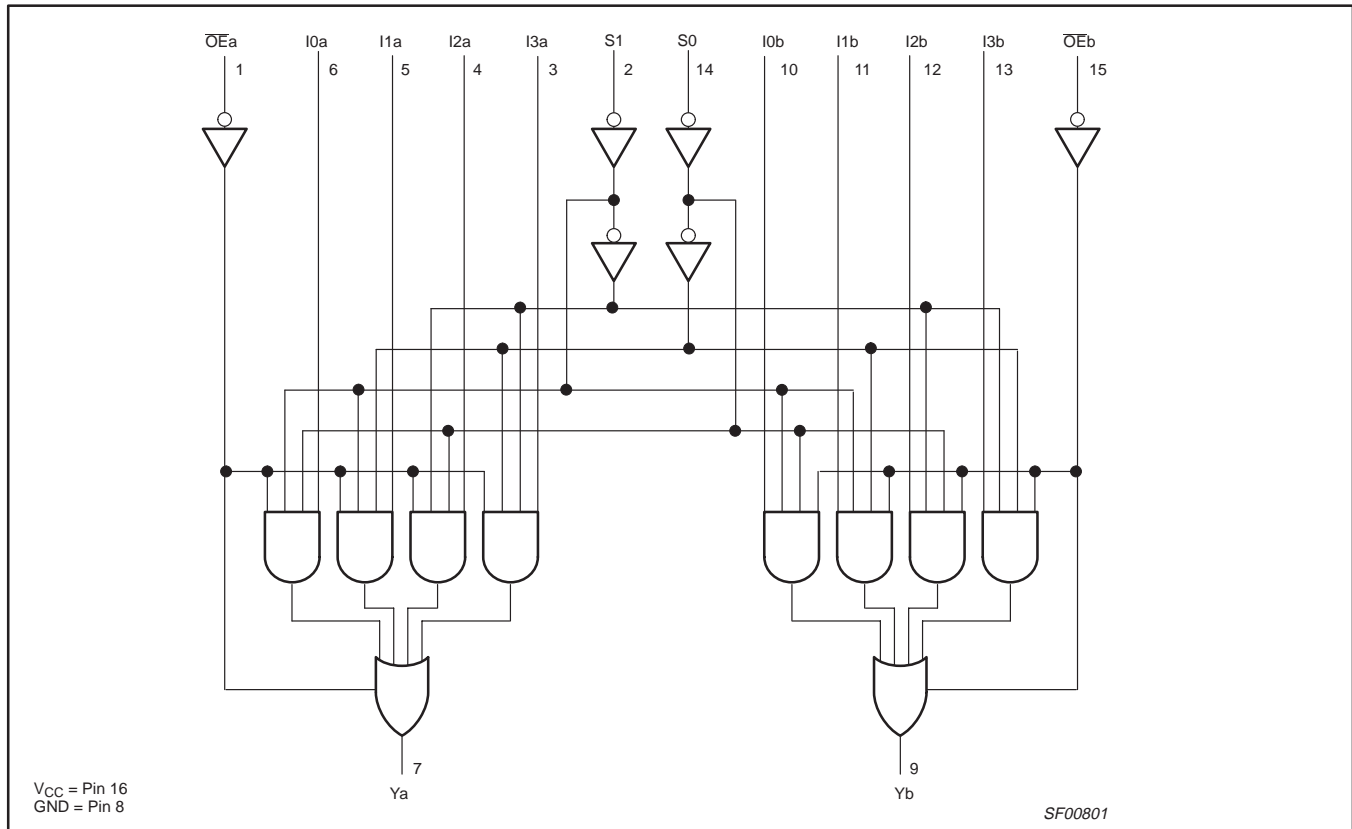 OEa I0a I1a I2a I3a S1 S0 I0b I1b I2b I3b OEb
1 6 5 4 3 2 14 10 11 12 13 15
7 9
Ya Yb
VCC = Pin 16
GND = Pin 8
SF00801